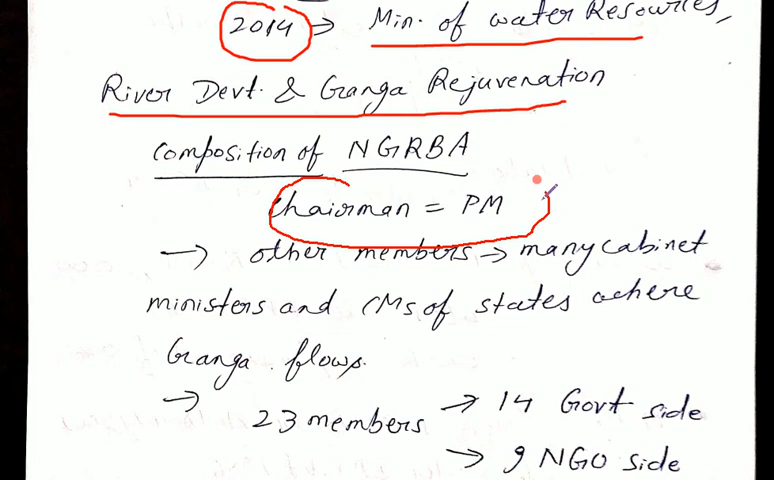 2014 → Min. of water Resources,
River Devt. & Ganga Rejuvenation
composition of NGRBA
Chairman = PM
→ other members → many cabinet
ministers and CMs of states where
Ganga flows.
→ 23 members → 14 Govt side
→ 9 NGO side